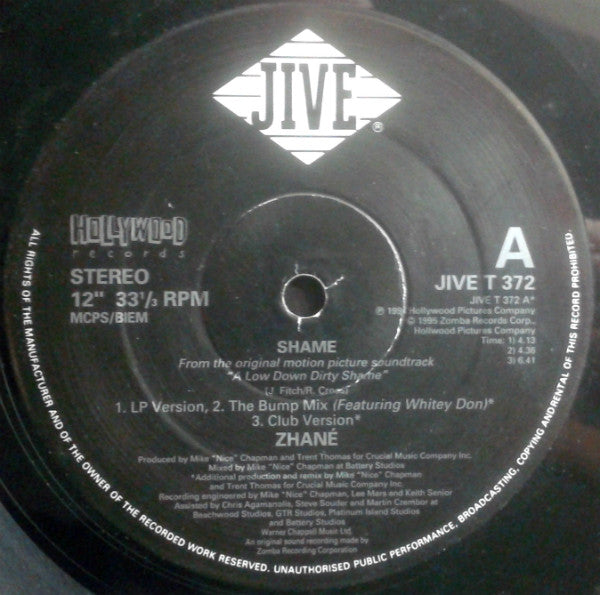 JIVE
®
HOLLYWOOD
records
STEREO
12" 33⅓ RPM
MCPS/BIEM
A
JIVE T 372
JIVE T 372 A*
℗ 1994 Hollywood Pictures Company
© 1995 Zomba Records Corp.,
Hollwood Pictures Company
Time: 1) 4.13
2) 4.36
3) 6.41
SHAME
From the original motion picture soundtrack
"A Low Down Dirty Shame"
(J. Fitch/R. Cross)
1. LP Version, 2. The Bump Mix (Featuring Whitey Don)*
3. Club Version*
ZHANÉ
Produced by Mike "Nice" Chapman and Trent Thomas for Crucial Music Company Inc.
Mixed by Mike "Nice" Chapman at Battery Studios
*Additional production and remix by Mike "Nice" Chapman
and Trent Thomas for Crucial Music Company Inc.
Recording engineered by Mike "Nice" Chapman, Lee Mars and Keith Senior
Assisted by Chris Agamanolis, Steve Bouler and Martin Crembor at
Beachwood Studios, GTR Studios, Platinum Island Studios
and Battery Studios
Warner Chappell Music Ltd.
An original sound recording made by
Zomba Recording Corporation
ALL RIGHTS OF THE MANUFACTURER AND OF THE OWNER OF THE RECORDED WORK RESERVED. UNAUTHORISED PUBLIC PERFORMANCE, BROADCASTING, COPYING AND RENTAL OF THIS RECORD PROHIBITED.